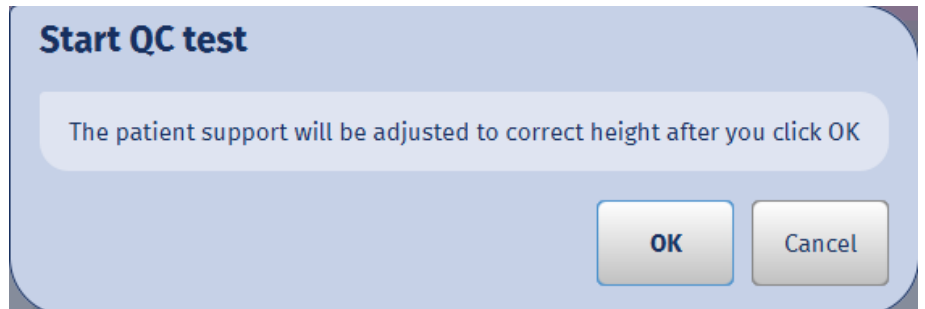 Start QC test
The patient support will be adjusted to correct height after you click OK
OK
Cancel